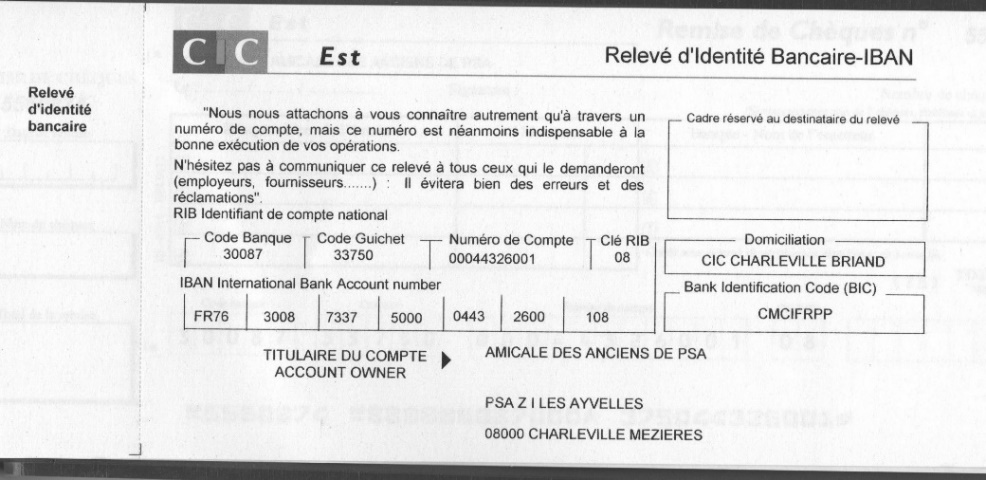 Relevé
d'identité
bancaire
CIC Est
Relevé d'Identité Bancaire-IBAN
"Nous nous attachons à vous connaître autrement qu'à travers un
numéro de compte, mais ce numéro est néanmoins indispensable à la
bonne exécution de vos opérations.
N'hésitez pas à communiquer ce relevé à tous ceux qui le demanderont
(employeurs, fournisseurs.......) : Il évitera bien des erreurs et des
réclamations".
Cadre réservé au destinataire du relevé
RIB Identifiant de compte national
Code Banque Code Guichet Numéro de Compte Clé RIB
30087 33750 00044326001 08
Domiciliation
CIC CHARLEVILLE BRIAND
IBAN International Bank Account number
FR76 3008 7337 5000 0443 2600 108
Bank Identification Code (BIC)
CMCIFRPP
TITULAIRE DU COMPTE
ACCOUNT OWNER
AMICALE DES ANCIENS DE PSA
PSA Z I LES AYVELLES
08000 CHARLEVILLE MEZIERES
Remise de Chèques n°